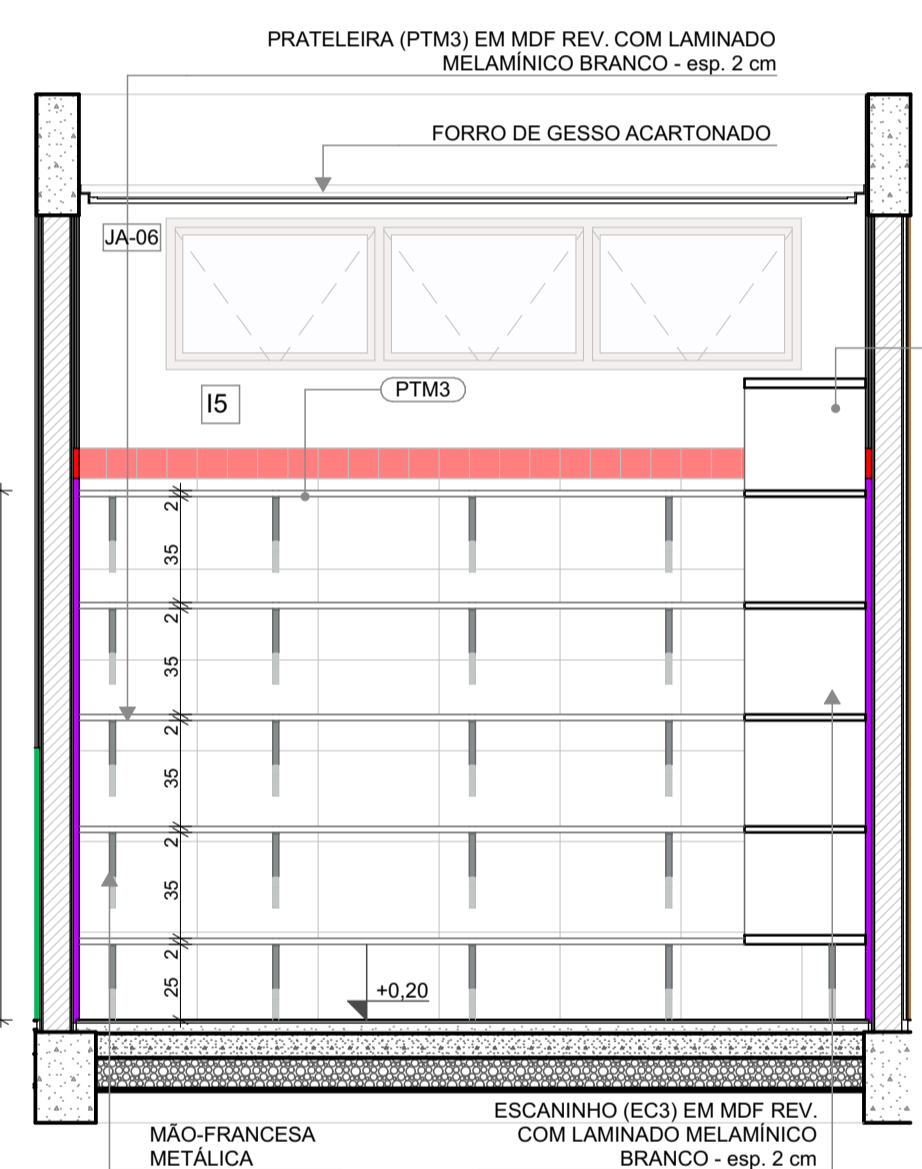 PRATELEIRA (PTM3) EM MDF REV. COM LAMINADO
MELAMÍNICO BRANCO - esp. 2 cm
FORRO DE GESSO ACARTONADO
JA-06
I5
PTM3
2
35
2
35
2
35
2
35
2
25
+0,20
MÃO-FRANCESA
METÁLICA
ESCANINHO (EC3) EM MDF REV.
COM LAMINADO MELAMÍNICO
BRANCO - esp. 2 cm